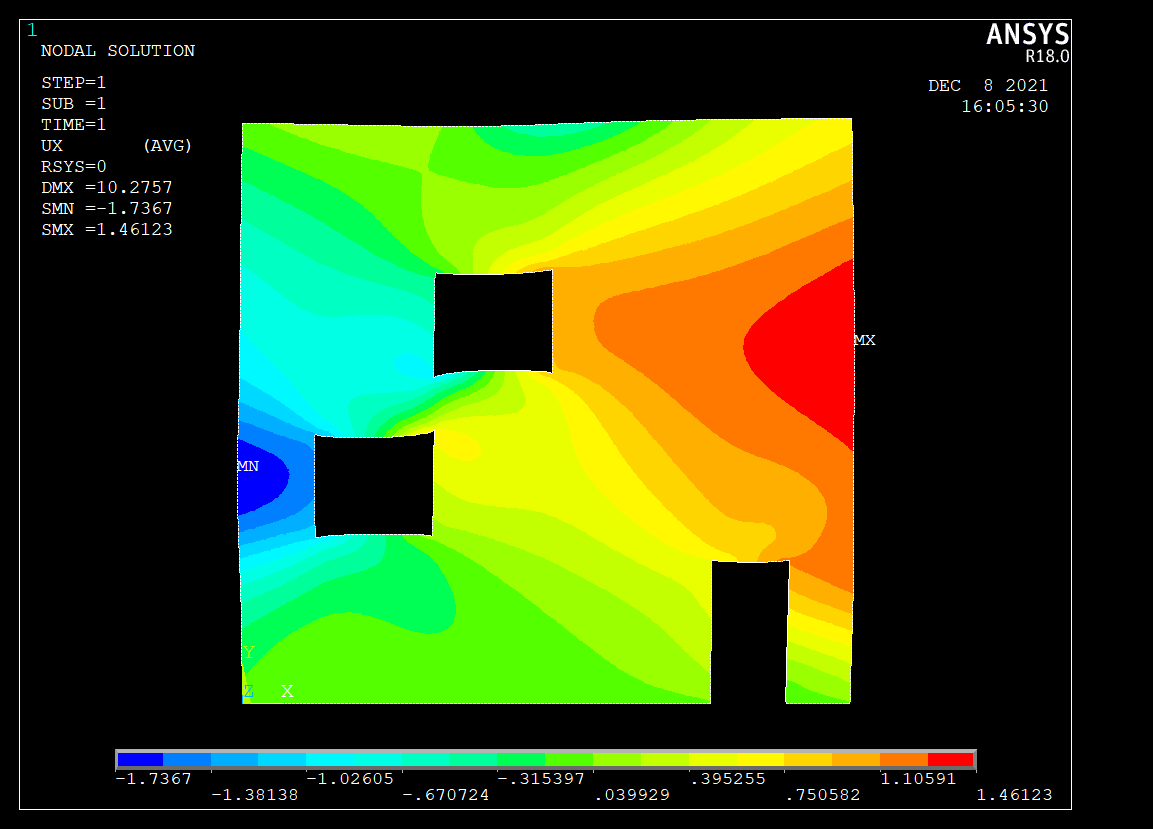 1
ANSYS
R18.0
NODAL SOLUTION
STEP=1
SUB =1
TIME=1
UX (AVG)
RSYS=0
DMX =10.2757
SMN =-1.7367
SMX =1.46123
DEC 8 2021
16:05:30
MX
MN
Y
Z X
-1.7367 -1.02605 -.315397 .395255 1.10591
-1.38138 -.670724 .039929 .750582 1.46123